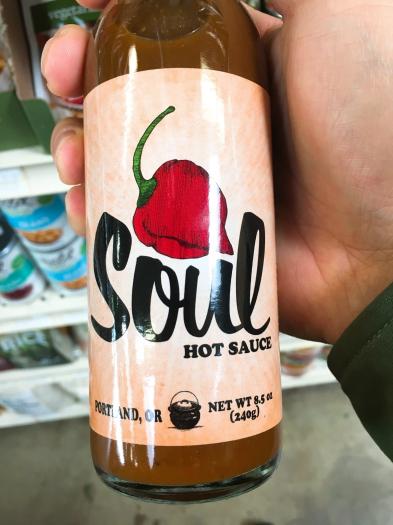 Soul
HOT SAUCE
PORTLAND, OR
NET WT 8.5 oz
(240g)